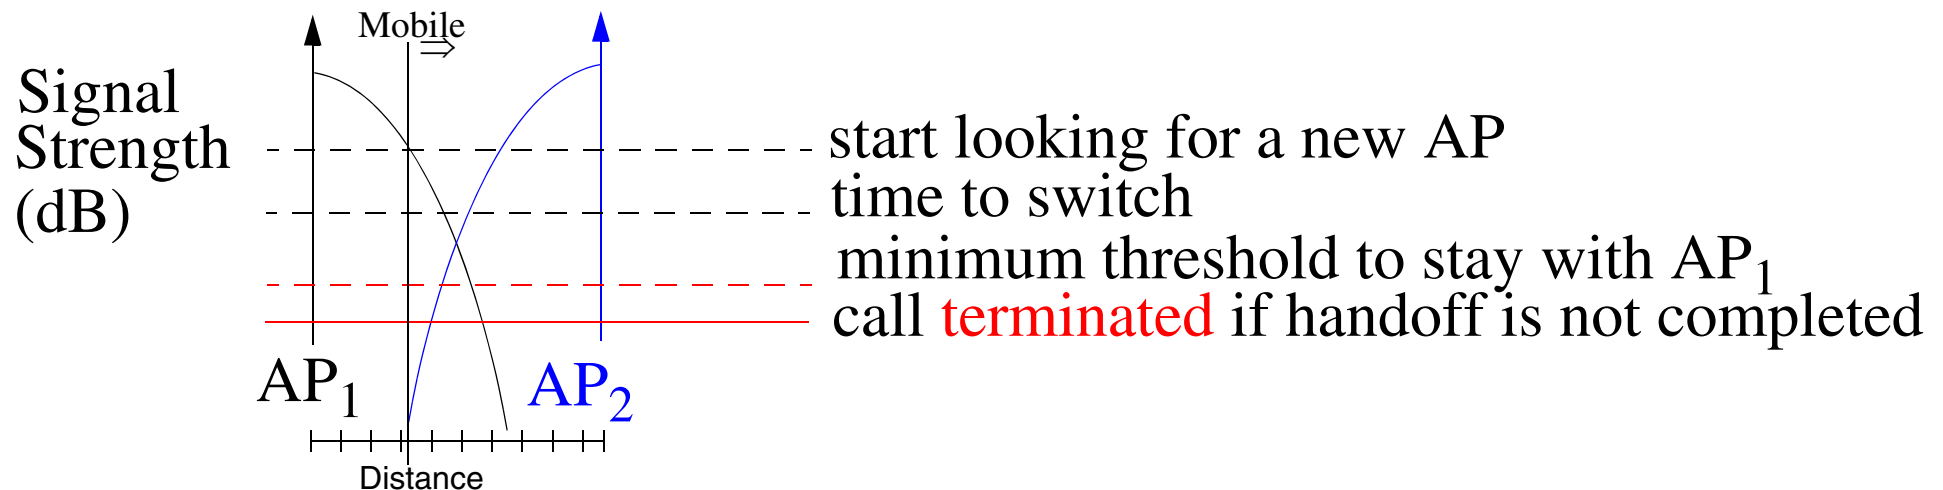 Mobile
⇒
Signal
Strength
(dB)
start looking for a new AP
time to switch
minimum threshold to stay with AP1
call terminated if handoff is not completed
AP1
AP2
Distance